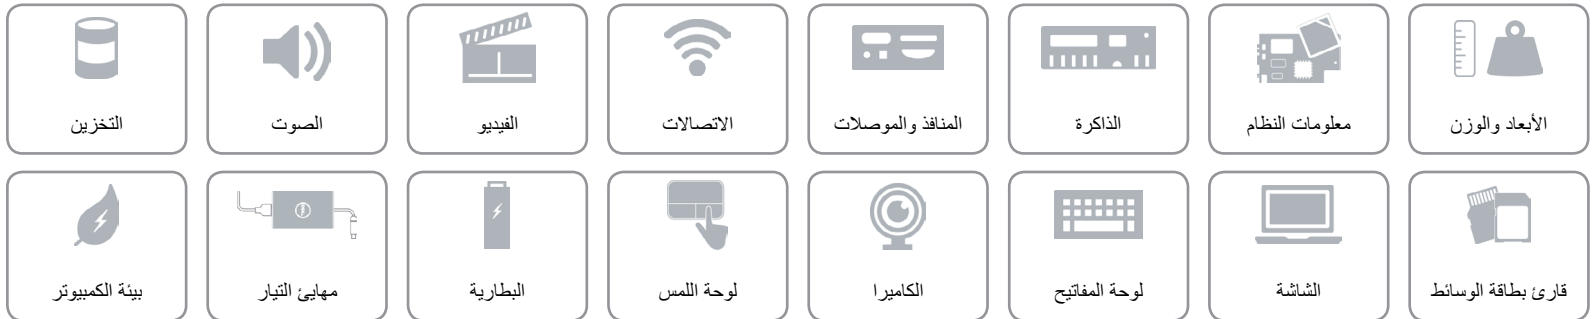 الأبعاد والوزن
معلومات النظام
الذاكرة
المنافذ والموصلات
الاتصالات
الفيديو
الصوت
التخزين
قارئ بطاقة الوسائط
الشاشة
لوحة المفاتيح
الكاميرا
لوحة اللمس
البطارية
مهايئ التيار
بيئة الكمبيوتر